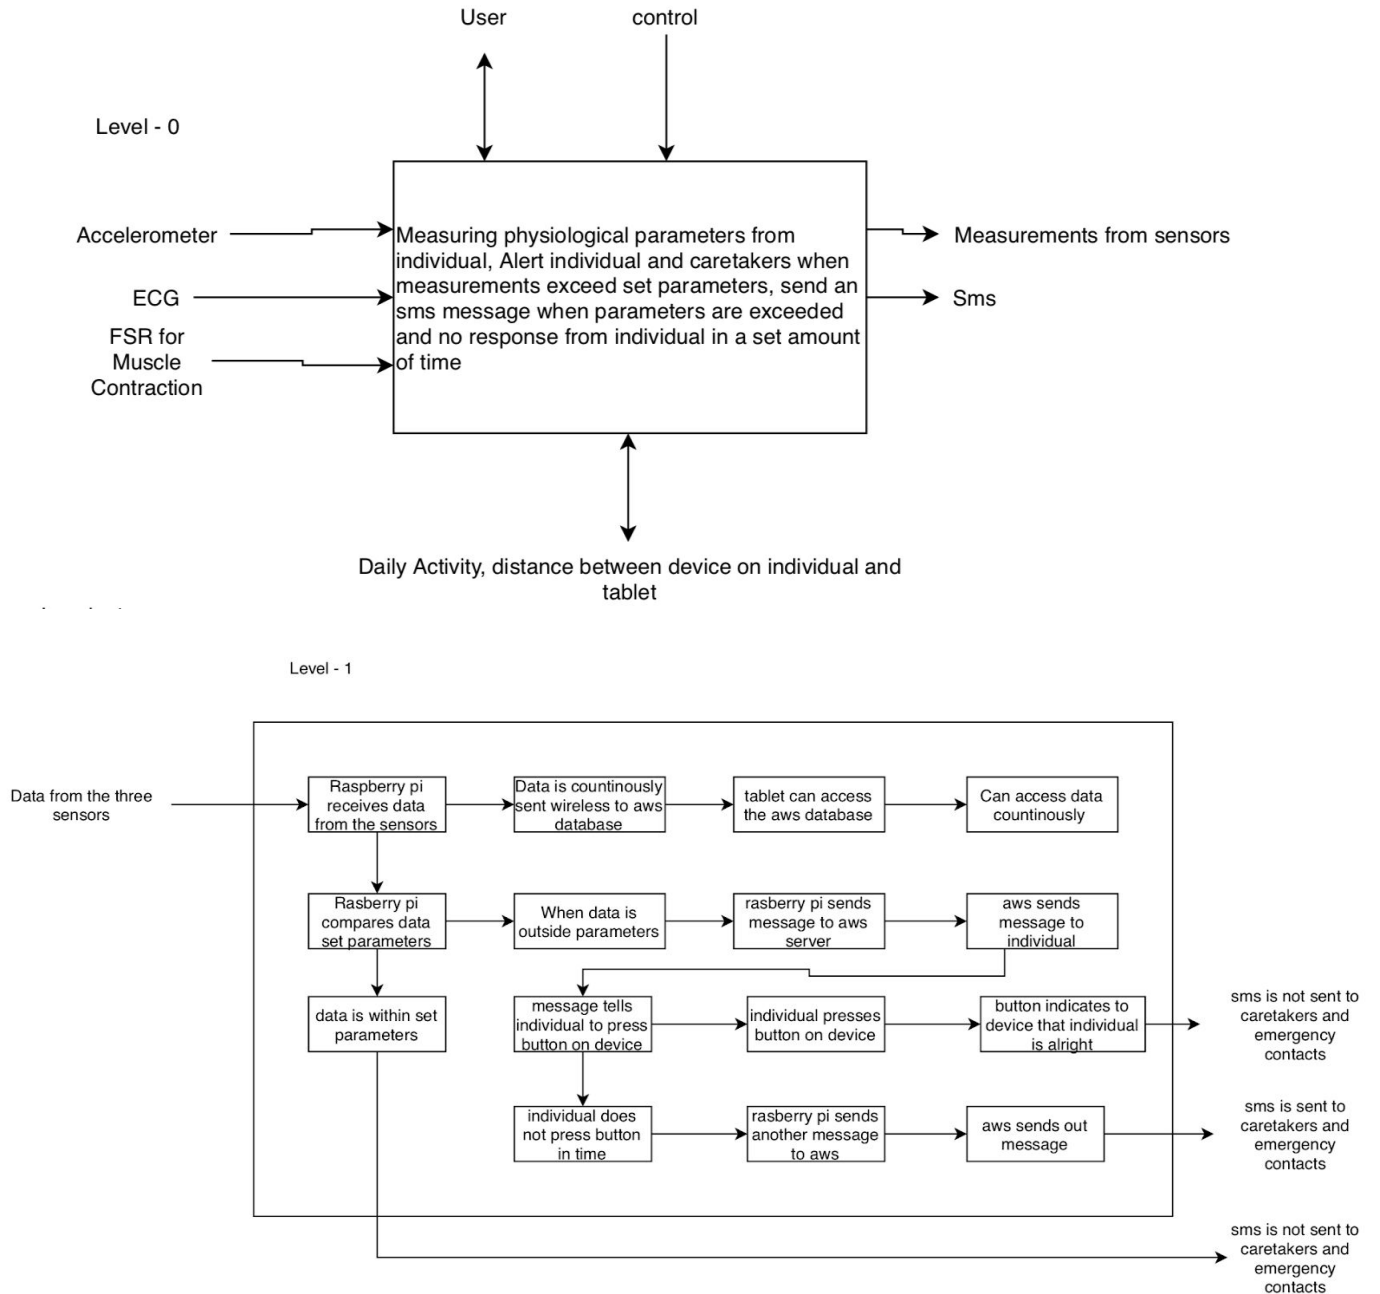 User
control
Level - 0
Accelerometer
ECG
FSR for
Muscle
Contraction
Measuring physiological parameters from
individual, Alert individual and caretakers when
measurements exceed set parameters, send an
sms message when parameters are exceeded
and no response from individual in a set amount
of time
Measurements from sensors
Sms
Daily Activity, distance between device on individual and
tablet
Level - 1
Data from the three
sensors
Raspberry pi
receives data
from the sensors
Data is countinously
sent wireless to aws
database
tablet can access
the aws database
Can access data
countinously
Rasberry pi
compares data
set parameters
When data is
outside parameters
rasberry pi sends
message to aws
server
aws sends
message to
individual
data is within set
parameters
message tells
individual to press
button on device
individual presses
button on device
button indicates to
device that individual
is alright
sms is not sent to
caretakers and
emergency
contacts
individual does
not press button
in time
rasberry pi sends
another message
to aws
aws sends out
message
sms is sent to
caretakers and
emergency
contacts
sms is not sent to
caretakers and
emergency
contacts